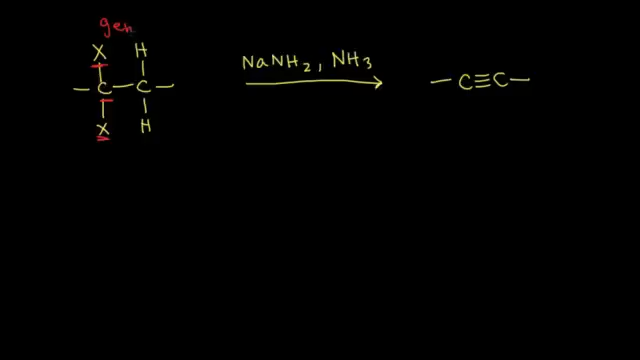 gen
X H
— C — C —
X H
NaNH2, NH3
— C≡C —